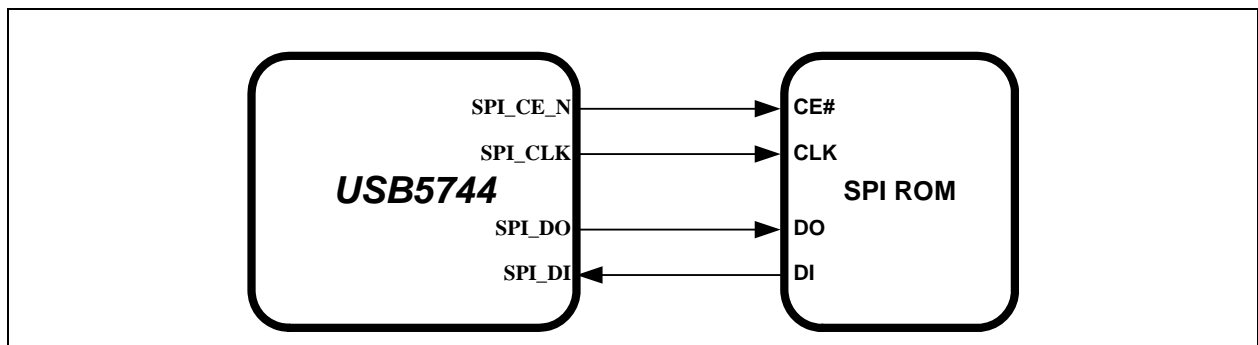 SPI_CE_N CE#
SPI_CLK CLK
USB5744 SPI ROM
SPI_DO DO
SPI_DI DI